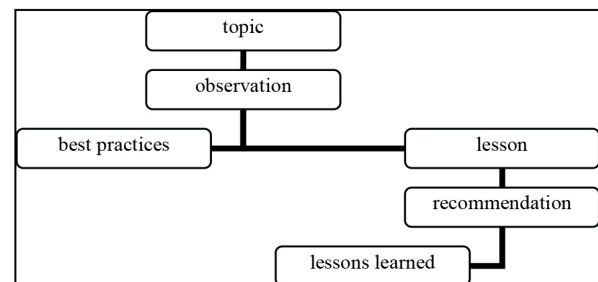 topic
observation
best practices
lesson
recommendation
lessons learned